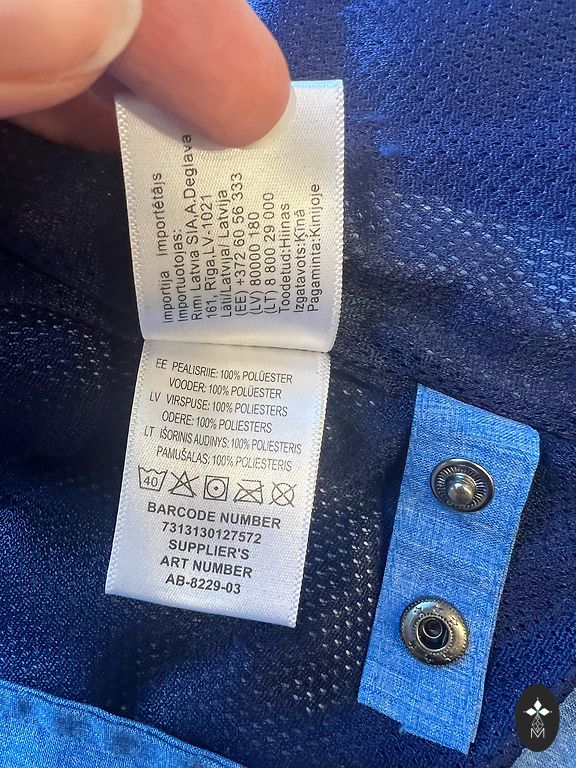 Importija Importētājs
Importuotojas:
Rimi Latvia SIA,A.Deglava
161, Rīga,LV-1021
Läti/Latvija/ Latvija
(EE) +372 60 56 333
(LV) 80000 180
(LT) 8 800 29 000
Toodetud:Hiinas
Izgatavots:Ķīnā
Pagaminta:Kinijoje
EE PEALISRIIE: 100% POLÜESTER
VOODER: 100% POLÜESTER
LV VIRSPUSE: 100% POLIESTERS
ODERE: 100% POLIESTERS
LT IŠORINIS AUDINYS: 100% POLIESTERIS
PAMUŠALAS: 100% POLIESTERIS
40
BARCODE NUMBER
7313130127572
SUPPLIER'S
ART NUMBER
AB-8229-03
M